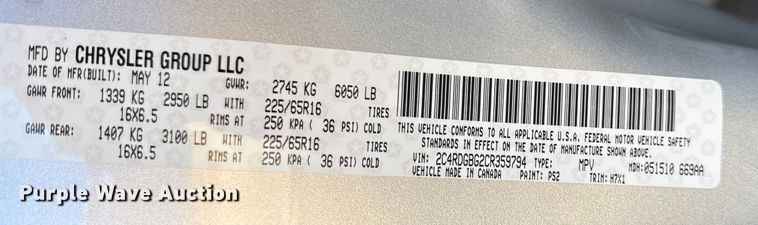 MFD BY CHRYSLER GROUP LLC
DATE OF MFR(BUILT): MAY 12 GVWR: 2745 KG 6050 LB
GAWR FRONT: 1339 KG 2950 LB WITH 225/65R16 TIRES
16X6.5 RIMS AT 250 KPA ( 36 PSI) COLD
GAWR REAR: 1407 KG 3100 LB WITH 225/65R16 TIRES
16X6.5 RIMS AT 250 KPA ( 36 PSI) COLD
THIS VEHICLE CONFORMS TO ALL APPLICABLE U.S.A. FEDERAL MOTOR VEHICLE SAFETY
STANDARDS IN EFFECT ON THE DATE OF MANUFACTURE SHOWN ABOVE.
VIN: 2C4RDGBG2CR359794 TYPE: MPV MDH:051510 669AA
VEHICLE MADE IN CANADA PAINT: PS2 TRIM: H7X1
Purple Wave Auction